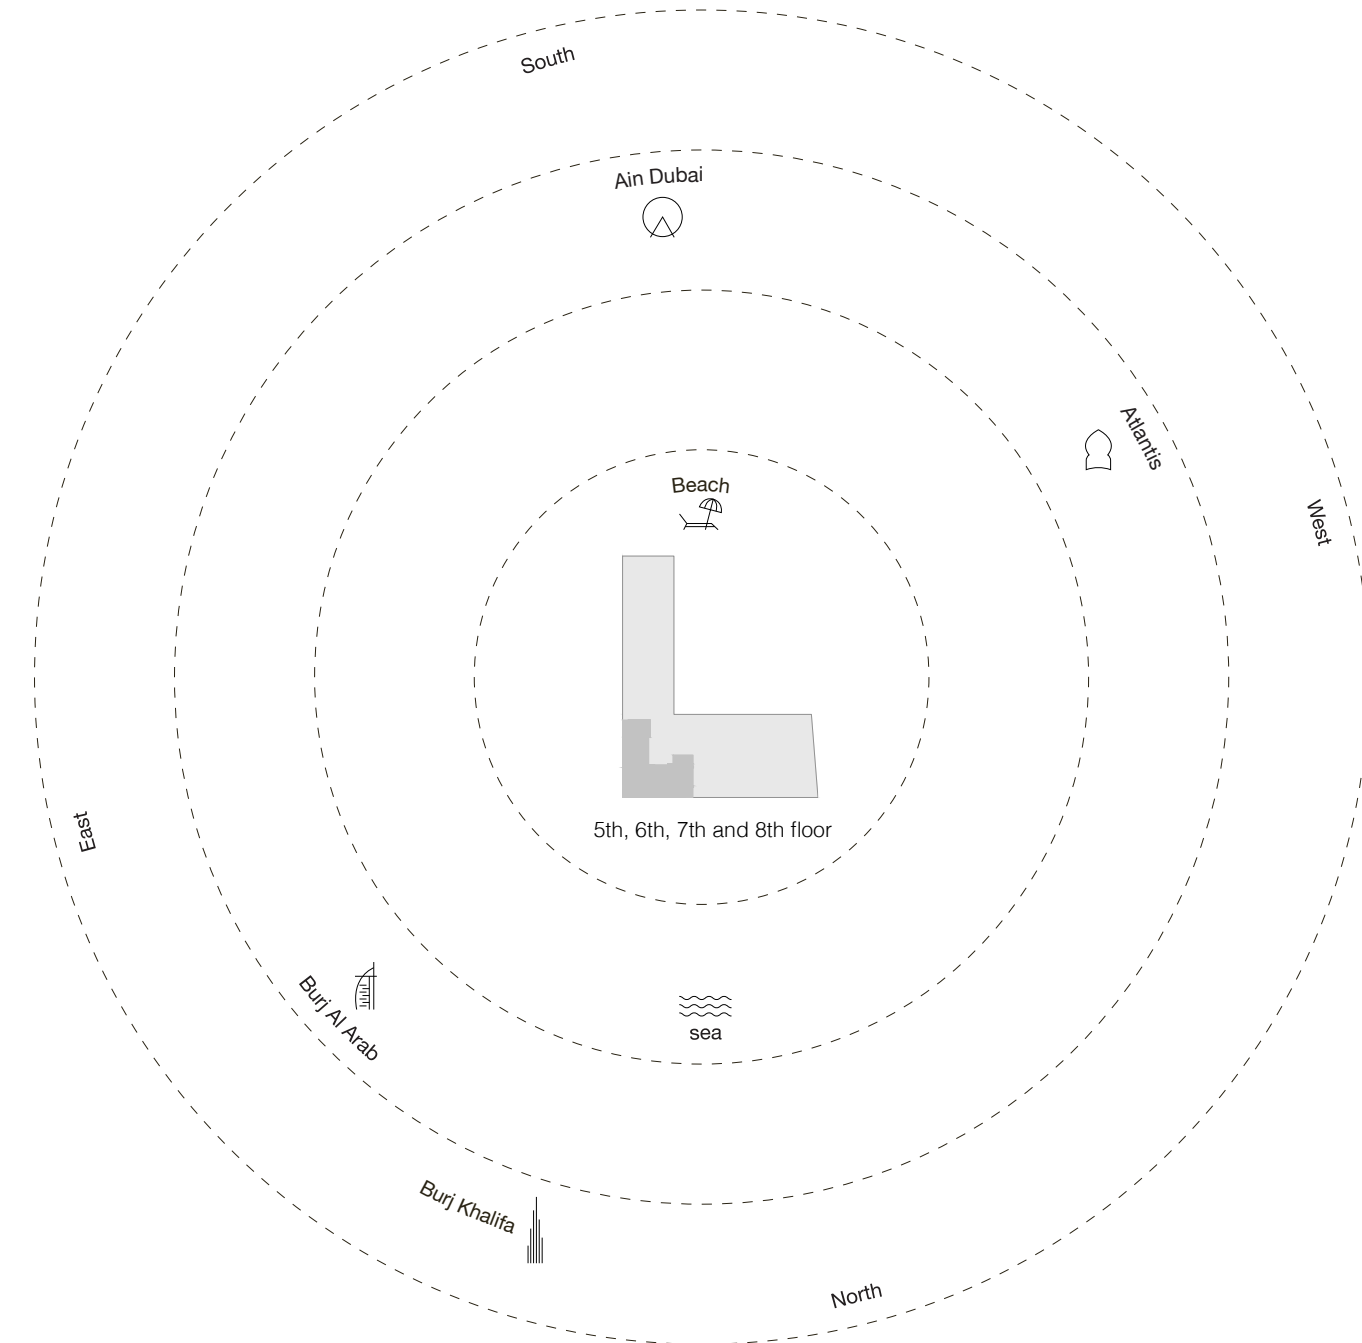 South
Ain Dubai
Atlantis
Beach
West
5th, 6th, 7th and 8th floor
East
Burj Al Arab
sea
Burj Khalifa
North